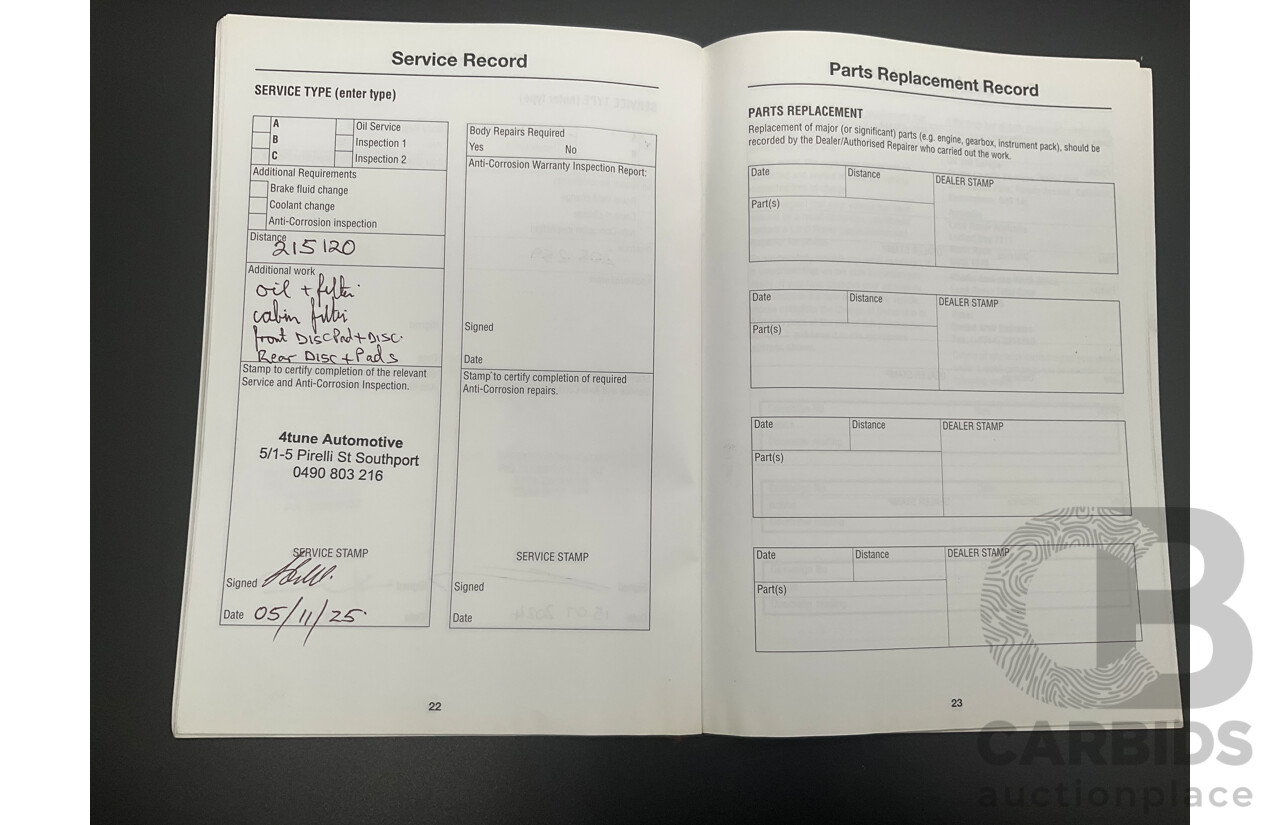 Service Record
SERVICE TYPE (enter type)
A
B
C
Oil Service
Inspection 1
Inspection 2
Additional Requirements
Brake fluid change
Coolant change
Anti-Corrosion inspection
Distance
215120
Additional work
oil + filter
cabin filter
front Disc Pad + Disc.
Rear Disc + Pads
Stamp to certify completion of the relevant
Service and Anti-Corrosion Inspection.
4tune Automotive
5/1-5 Pirelli St Southport
0490 803 216
SERVICE STAMP
Signed
Date 05/11/25
Body Repairs Required
Yes No
Anti-Corrosion Warranty Inspection Report:
Signed
Date
Stamp to certify completion of required
Anti-Corrosion repairs.
SERVICE STAMP
Signed
Date
22
Parts Replacement Record
PARTS REPLACEMENT
Replacement of major (or significant) parts (e.g. engine, gearbox, instrument pack), should be
recorded by the Dealer/Authorised Repairer who carried out the work.
Date Distance DEALER STAMP
Part(s)
Date Distance DEALER STAMP
Part(s)
Date Distance DEALER STAMP
Part(s)
Date Distance DEALER STAMP
Part(s)
23
CARBIDS
auctionplace